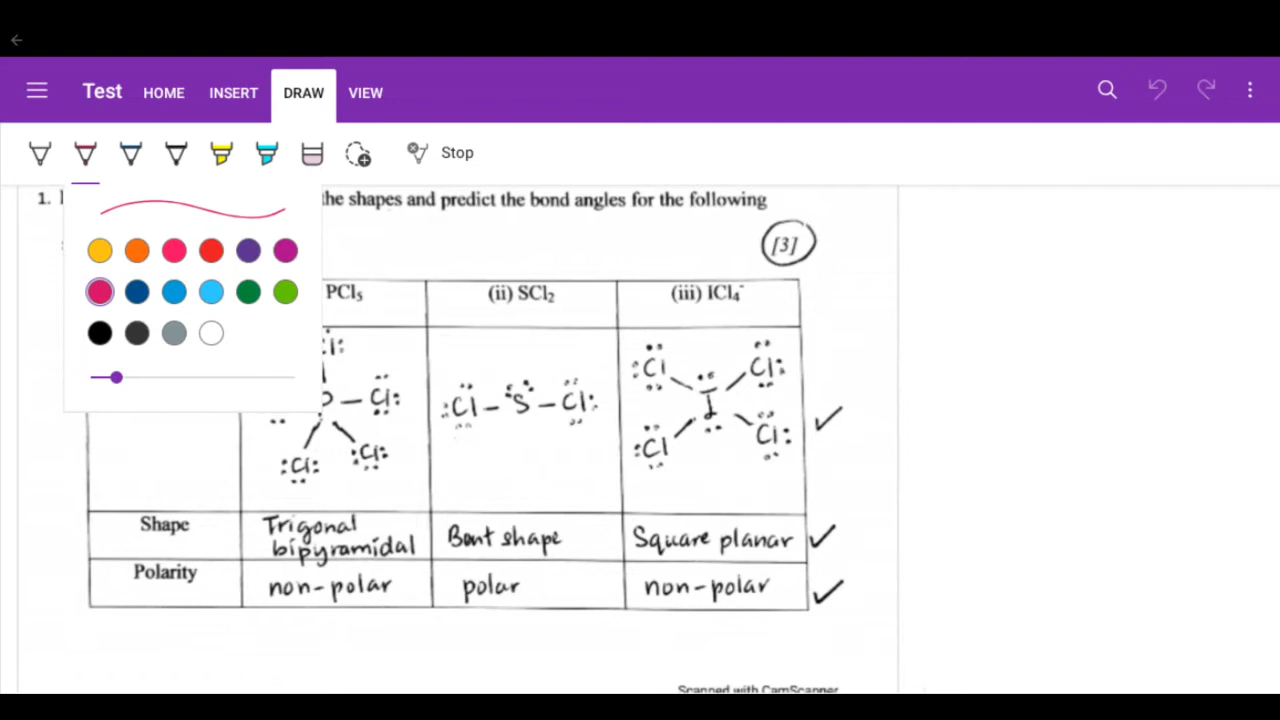 Test HOME INSERT DRAW VIEW
Stop
1. the shapes and predict the bond angles for the following
[3]
PCl₅ (ii) SCl₂ (iii) ICl₄⁻
Cl Cl Cl Cl
Cl S Cl I
Cl Cl Cl Cl
Shape Trigonal bipyramidal Bent shape Square planar
Polarity non-polar polar non-polar
Scanned with CamScanner